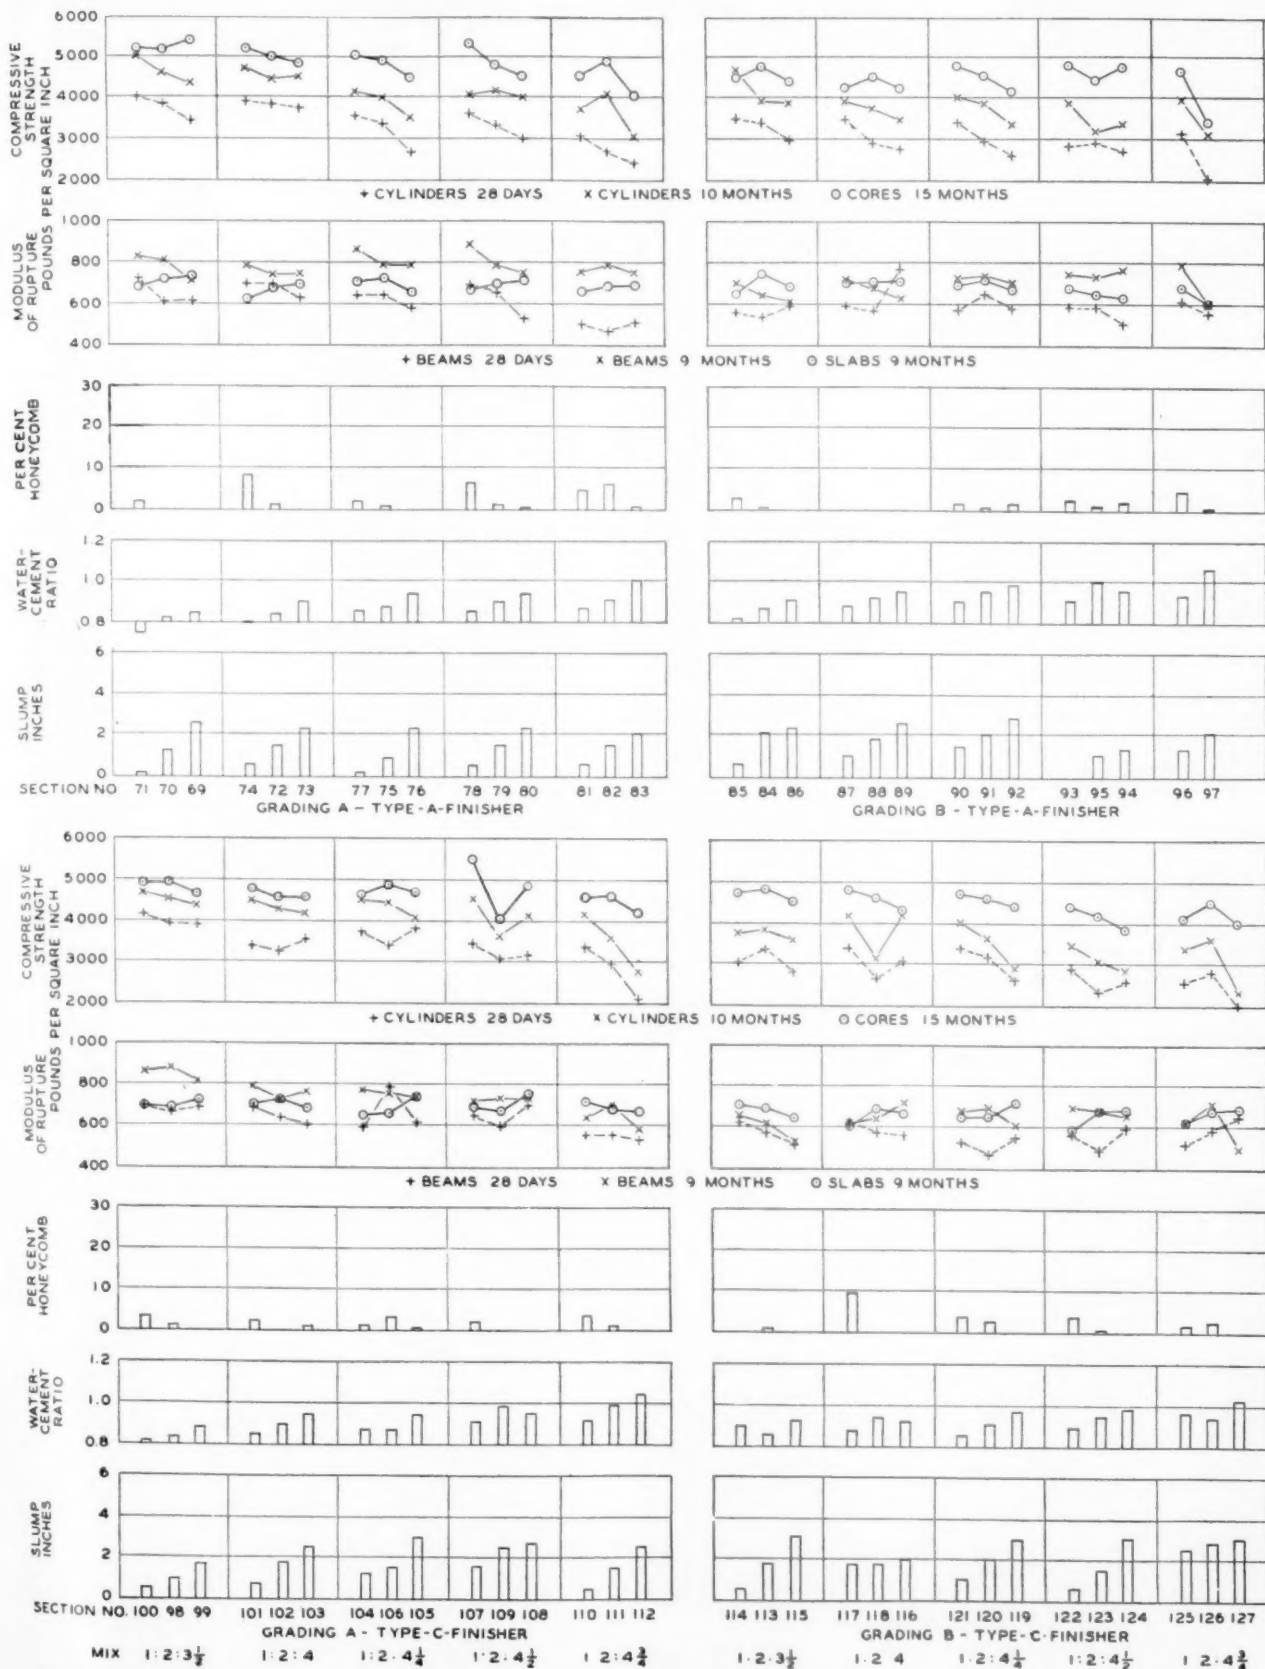 COMPRESSIVE
STRENGTH
POUNDS PER SQUARE INCH
6000
5000
4000
3000
2000
+ CYLINDERS 28 DAYS × CYLINDERS 10 MONTHS ⊙ CORES 15 MONTHS
MODULUS
OF RUPTURE
1000
800
600
400
+ BEAMS 28 DAYS × BEAMS 9 MONTHS ⊙ SLABS 9 MONTHS
PER CENT
HONEYCOMB
30
20
10
0
WATER-
CEMENT
RATIO
1.2
1.0
0.8
SLUMP
INCHES
6
4
2
0
SECTION NO. 71 70 69 74 72 73 77 75 76 78 79 80 81 82 83 85 84 86 87 88 89 90 91 92 93 95 94 96 97
GRADING A - TYPE-A-FINISHER GRADING B - TYPE-A-FINISHER
COMPRESSIVE
STRENGTH
POUNDS PER SQUARE INCH
6000
5000
4000
3000
2000
+ CYLINDERS 28 DAYS × CYLINDERS 10 MONTHS ⊙ CORES 15 MONTHS
MODULUS
OF RUPTURE
1000
800
600
400
+ BEAMS 28 DAYS × BEAMS 9 MONTHS ⊙ SLABS 9 MONTHS
PER CENT
HONEYCOMB
30
20
10
0
WATER-
CEMENT
RATIO
1.2
1.0
0.8
SLUMP
INCHES
6
4
2
0
SECTION NO. 100 98 99 101 102 103 104 106 105 107 109 108 110 111 112 114 113 115 117 118 116 121 120 119 122 123 124 125 126 127
GRADING A - TYPE-C-FINISHER GRADING B - TYPE-C-FINISHER
MIX 1:2:3½ 1:2:4 1:2:4¼ 1:2:4½ 1 2:4¾ 1.2.3½ 1.2 4 1.2:4¼ 1:2:4½ 1 2.4¾